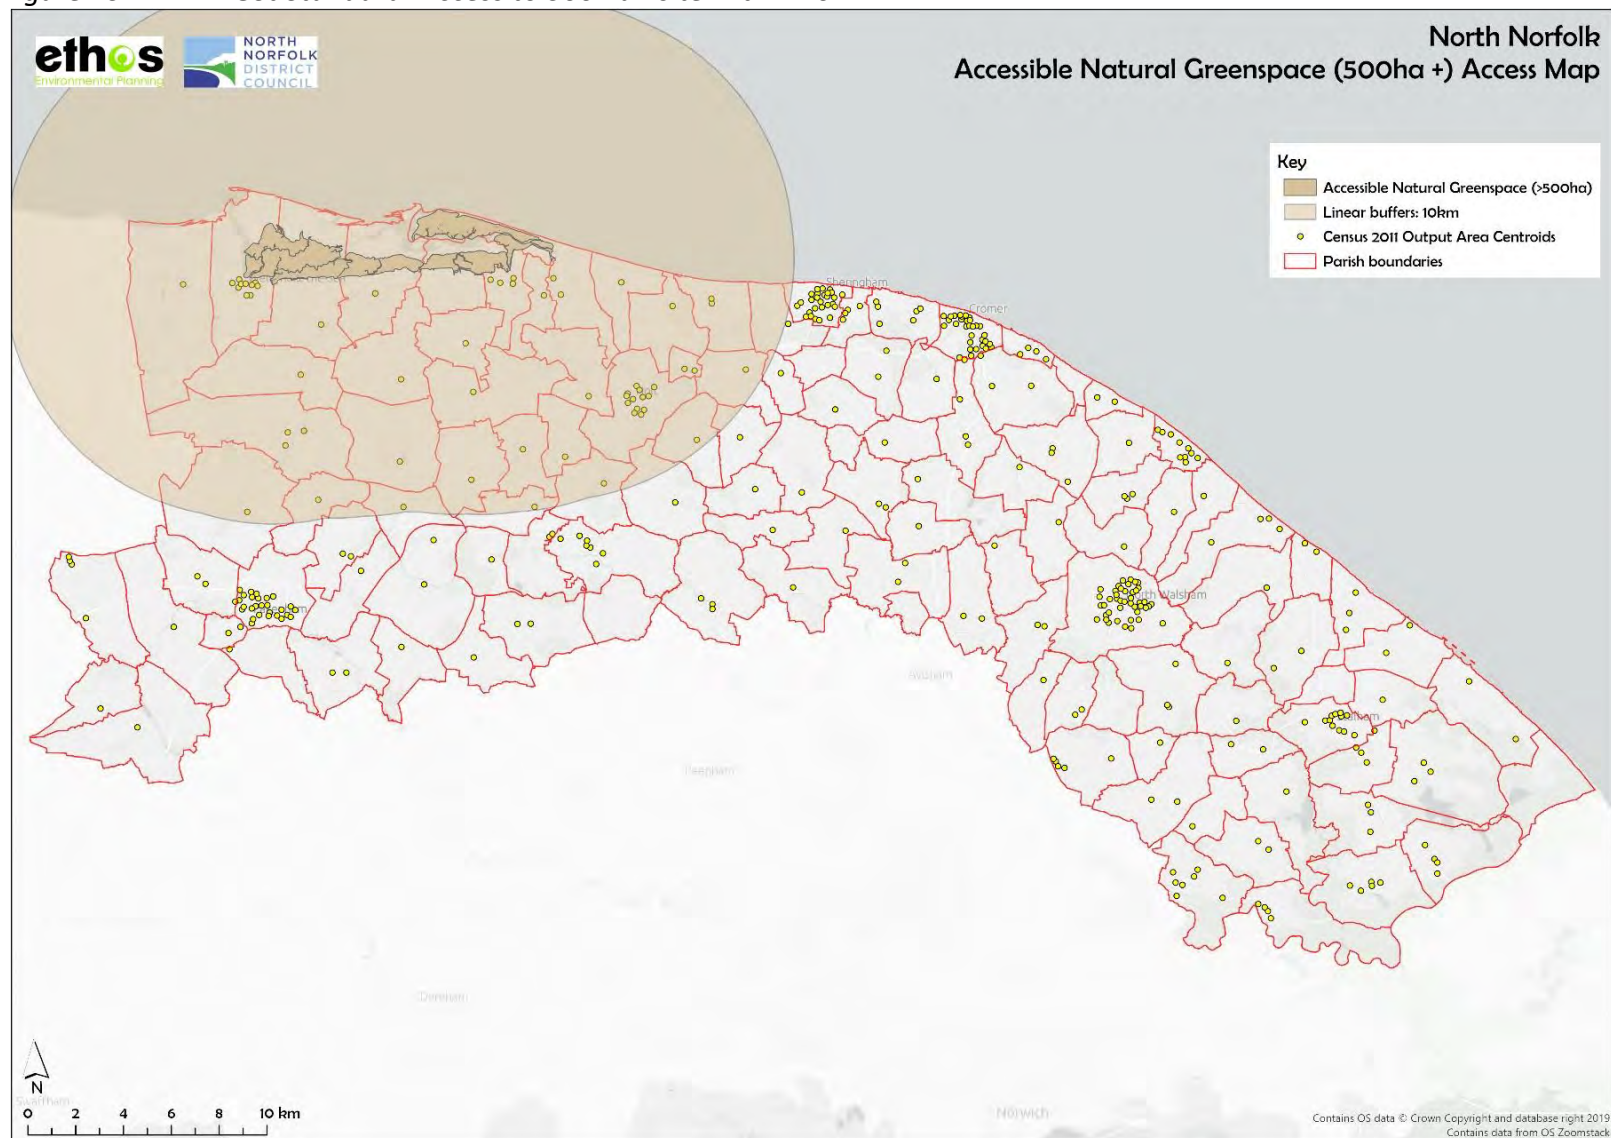 ethos
Environmental Planning
NORTH
NORFOLK
DISTRICT
COUNCIL
North Norfolk
Accessible Natural Greenspace (500ha +) Access Map
Key
Accessible Natural Greenspace (>500ha)
Linear buffers: 10km
Census 2011 Output Area Centroids
Parish boundaries
Sheringham
Cromer
North Walsham
Aylsham
Reepham
Dereham
Swaffham
Norwich
N
0 2 4 6 8 10 km
Contains OS data © Crown Copyright and database right 2019
Contains data from OS Zoomstack